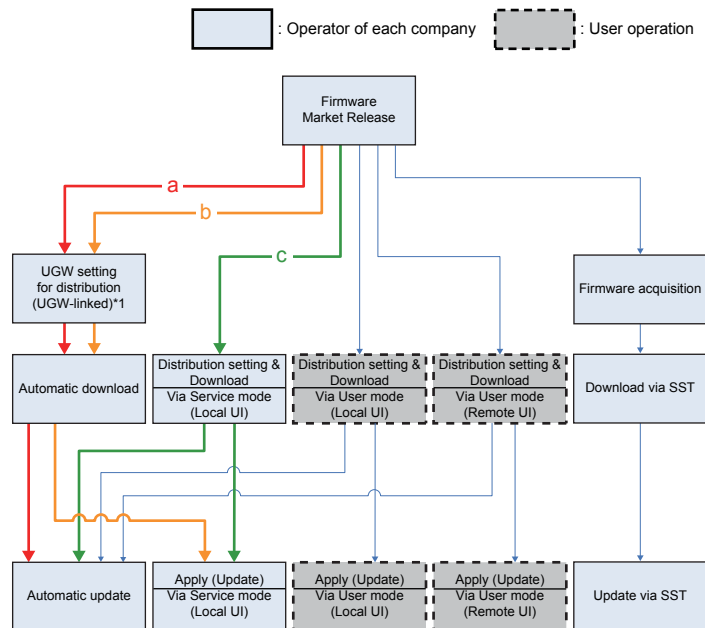 : Operator of each company
: User operation
Firmware
Market Release
a
b
c
UGW setting
for distribution
(UGW-linked)*1
Firmware acquisition
Automatic download
Distribution setting &
Download
Via Service mode
(Local UI)
Distribution setting &
Download
Via User mode
(Local UI)
Distribution setting &
Download
Via User mode
(Remote UI)
Download via SST
Automatic update
Apply (Update)
Via Service mode
(Local UI)
Apply (Update)
Via User mode
(Local UI)
Apply (Update)
Via User mode
(Remote UI)
Update via SST